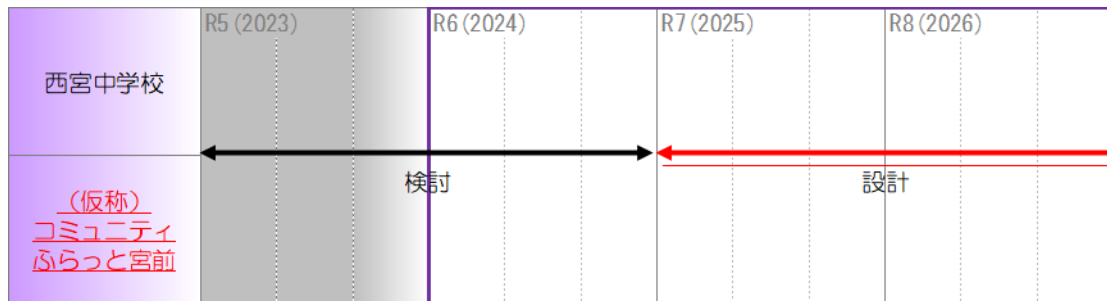 R5(2023)
R6(2024)
R7(2025)
R8(2026)
西宮中学校
検討
設計
(仮称)
コミュニティ
ふらっと宮前